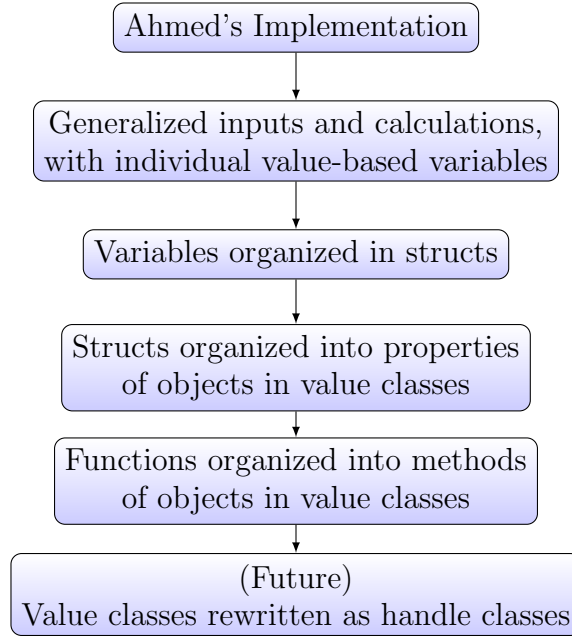 Ahmed's Implementation
Generalized inputs and calculations,
with individual value-based variables
Variables organized in structs
Structs organized into properties
of objects in value classes
Functions organized into methods
of objects in value classes
(Future)
Value classes rewritten as handle classes